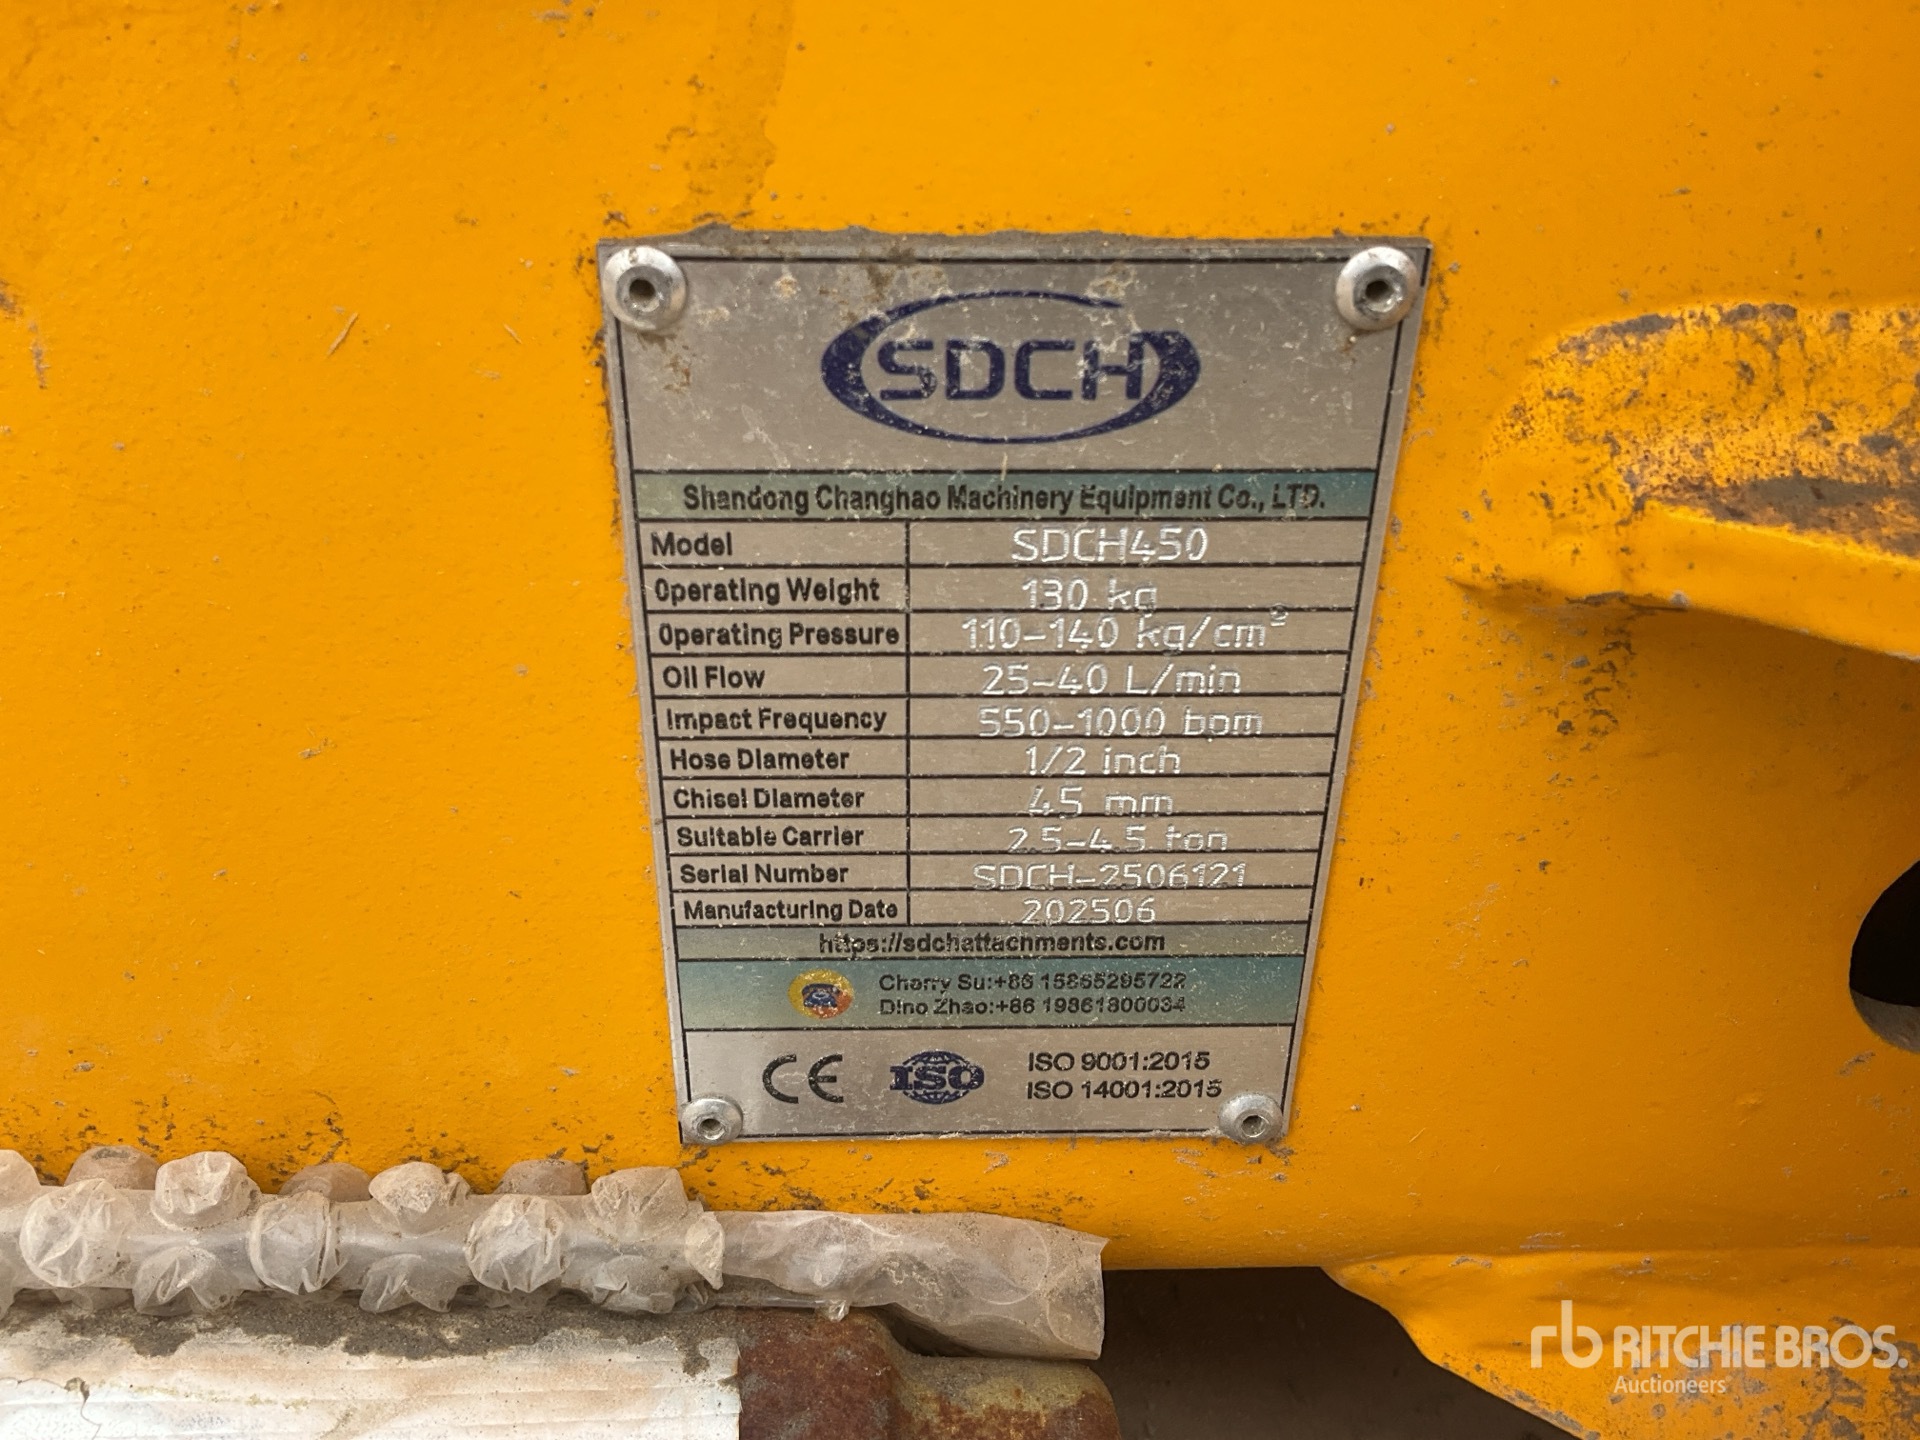 SDCH
Shandong Changhao Machinery Equipment Co., LTD.
Model SDCH450
Operating Weight 130 kg
Operating Pressure 110-140 kg/cm²
Oil Flow 25-40 L/min
Impact Frequency 550-1000 bpm
Hose Diameter 1/2 inch
Chisel Diameter 45 mm
Suitable Carrier 2.5-4.5 ton
Serial Number SDCH-2506121
Manufacturing Date 202506
https://sdchattachments.com
Cherry Su:+86 15865295722
Dino Zhao:+86 19861800034
CE ISO ISO 9001:2015
ISO 14001:2015
rb RITCHIE BROS.
Auctioneers